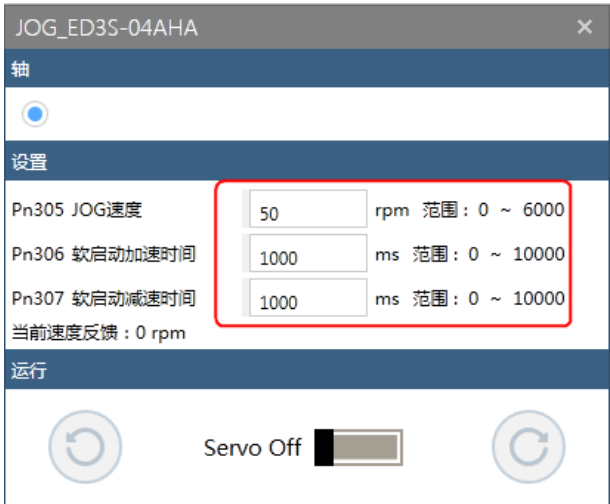 JOG_ED3S-04AHA ×
轴
设置
Pn305 JOG速度 50 rpm 范围：0 ~ 6000
Pn306 软启动加速时间 1000 ms 范围：0 ~ 10000
Pn307 软启动减速时间 1000 ms 范围：0 ~ 10000
当前速度反馈：0 rpm
运行
Servo Off